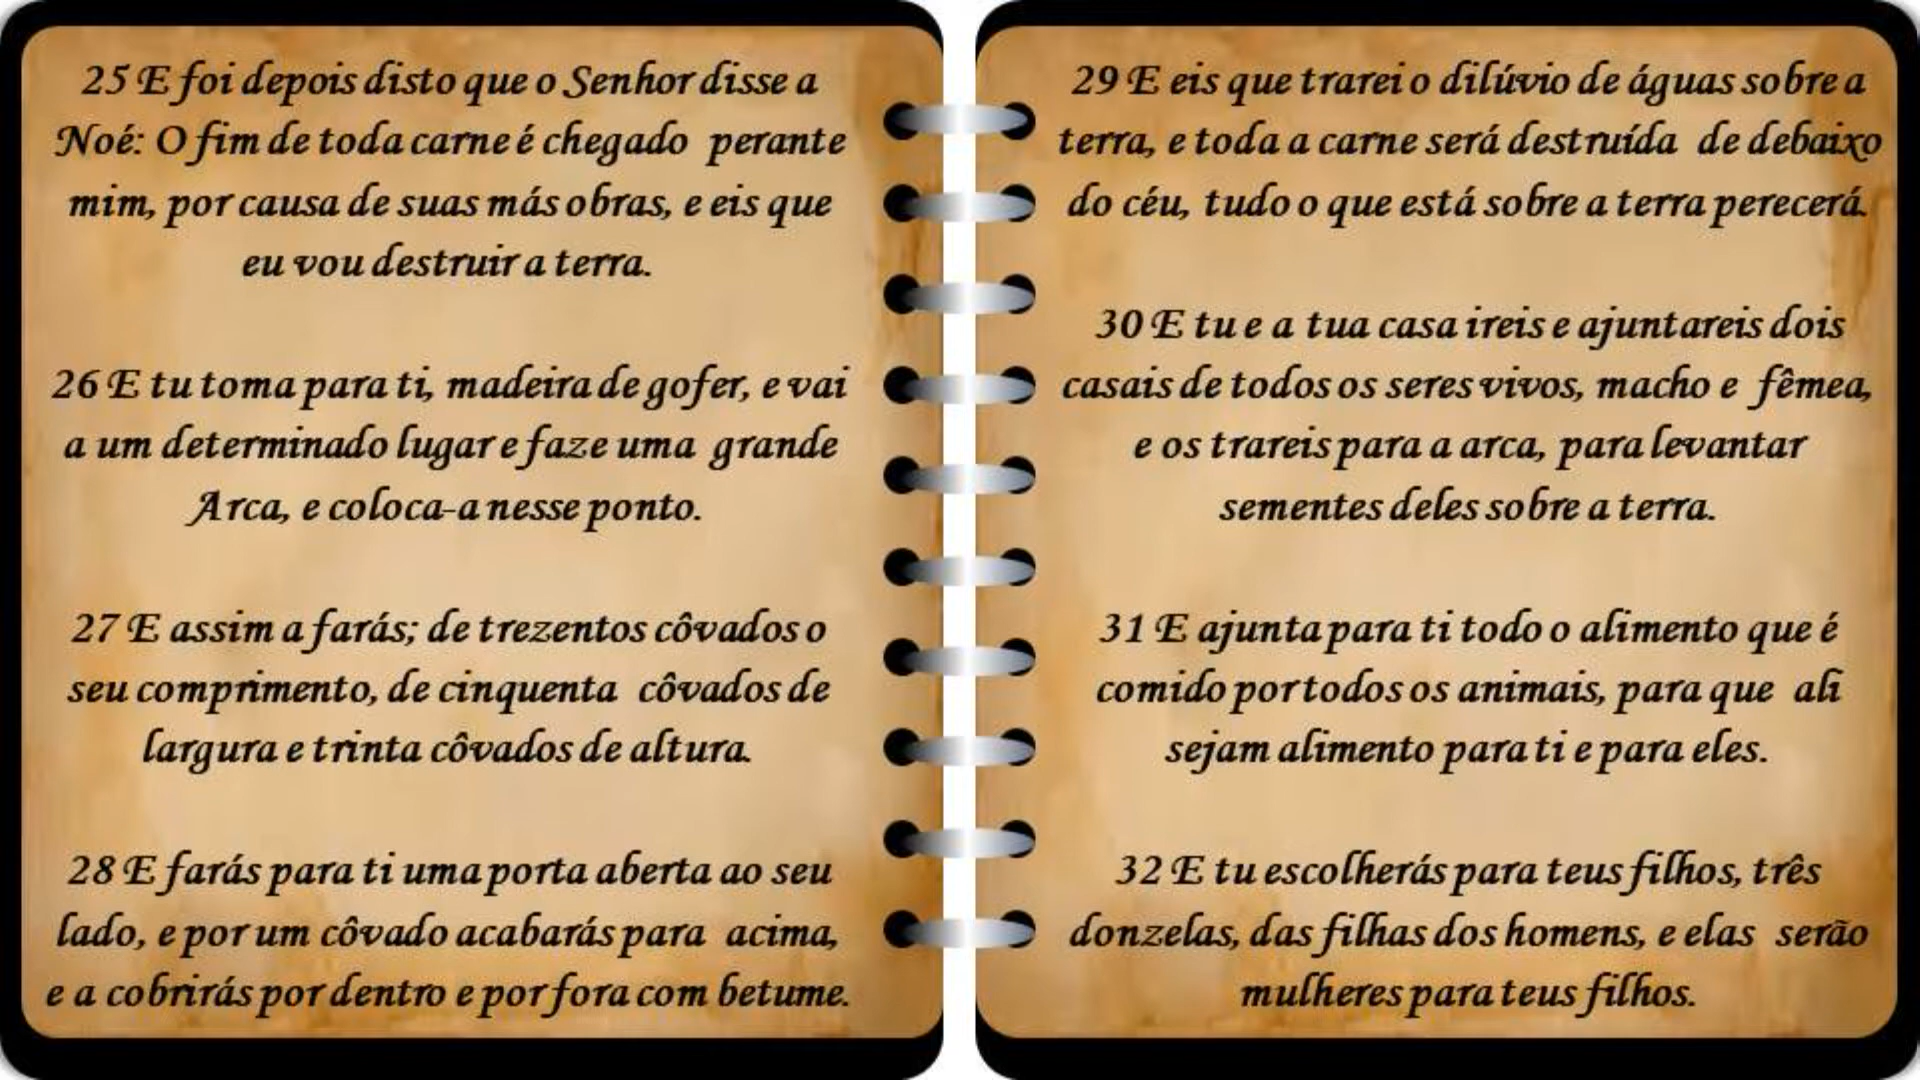 25 E foi depois disto que o Senhor disse a
Noé: O fim de toda carne é chegado perante
mim, por causa de suas más obras, e eis que
eu vou destruir a terra.
26 E tu toma para ti, madeira de gofer, e vai
a um determinado lugar e faze uma grande
Arca, e coloca-a nesse ponto.
27 E assim a farás; de trezentos côvados o
seu comprimento, de cinquenta côvados de
largura e trinta côvados de altura.
28 E farás para ti uma porta aberta ao seu
lado, e por um côvado acabarás para acima,
e a cobrirás por dentro e por fora com betume.
29 E eis que trarei o dilúvio de águas sobre a
terra, e toda a carne será destruída de debaixo
do céu, tudo o que está sobre a terra perecerá.
30 E tu e a tua casa ireis e ajuntareis dois
casais de todos os seres vivos, macho e fêmea,
e os trareis para a arca, para levantar
sementes deles sobre a terra.
31 E ajunta para ti todo o alimento que é
comido por todos os animais, para que ali
sejam alimento para ti e para eles.
32 E tu escolherás para teus filhos, três
donzelas, das filhas dos homens, e elas serão
mulheres para teus filhos.